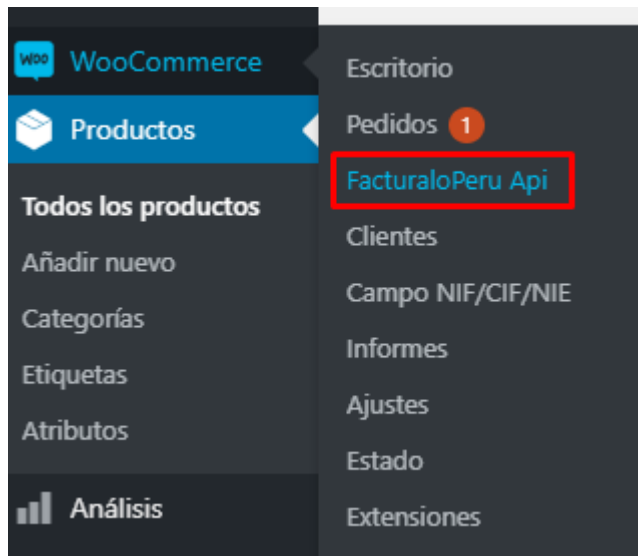 Woo WooCommerce
Productos
Todos los productos
Añadir nuevo
Categorías
Etiquetas
Atributos
Análisis
Escritorio
Pedidos 1
FacturaloPeru Api
Clientes
Campo NIF/CIF/NIE
Informes
Ajustes
Estado
Extensiones